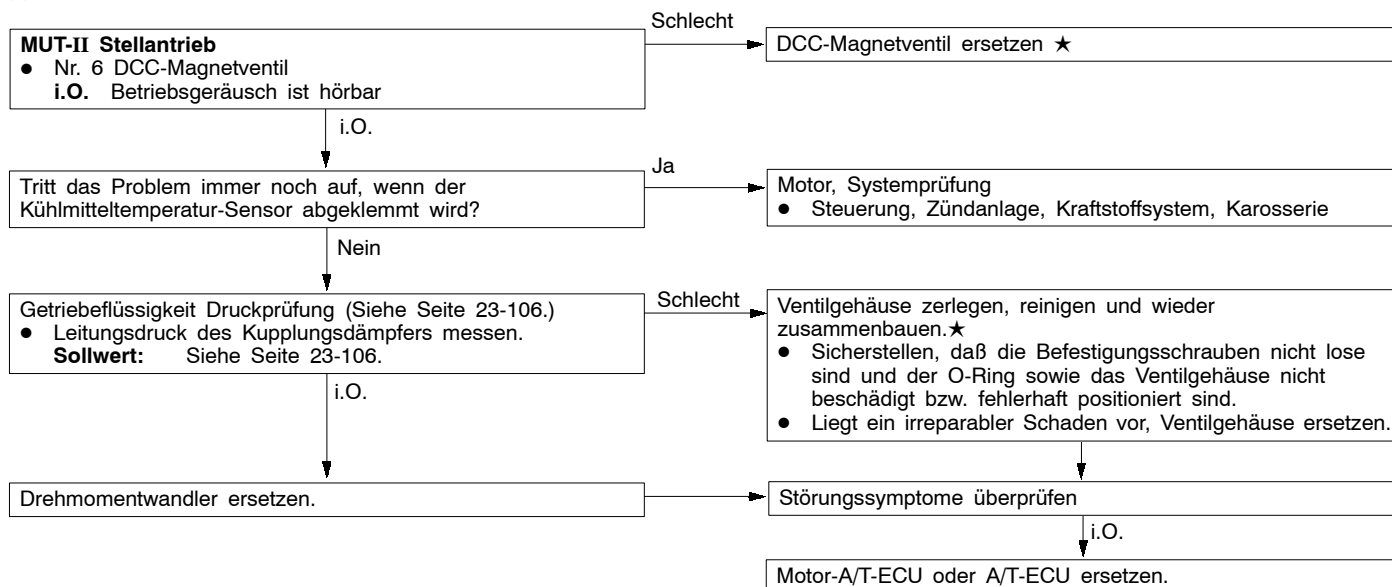 Schlecht
MUT-II Stellantrieb
● Nr. 6 DCC-Magnetventil
i.O. Betriebsgeräusch ist hörbar
DCC-Magnetventil ersetzen ★
i.O.
Tritt das Problem immer noch auf, wenn der
Kühlmitteltemperatur-Sensor abgeklemmt wird?
Ja
Motor, Systemprüfung
● Steuerung, Zündanlage, Kraftstoffsystem, Karosserie
Nein
Getriebeflüssigkeit Druckprüfung (Siehe Seite 23-106.)
● Leitungsdruck des Kupplungsdämpfers messen.
Sollwert: Siehe Seite 23-106.
Schlecht
Ventilgehäuse zerlegen, reinigen und wieder
zusammenbauen.★
● Sicherstellen, daß die Befestigungsschrauben nicht lose
sind und der O-Ring sowie das Ventilgehäuse nicht
beschädigt bzw. fehlerhaft positioniert sind.
● Liegt ein irreparabler Schaden vor, Ventilgehäuse ersetzen.
i.O.
Drehmomentwandler ersetzen.
Störungssymptome überprüfen
i.O.
Motor-A/T-ECU oder A/T-ECU ersetzen.